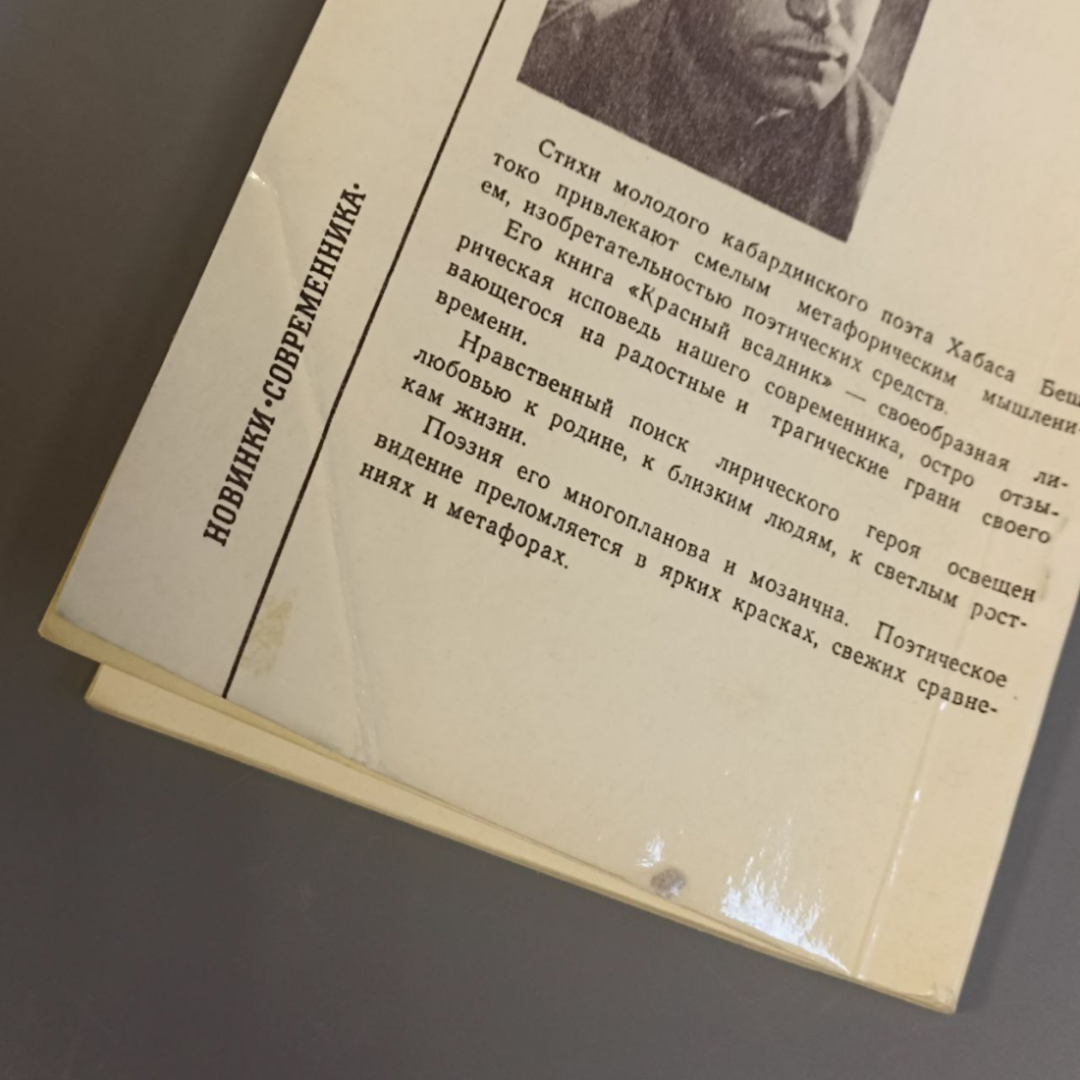 НОВИНКИ•СОВРЕМЕННИКА•
Стихи молодого кабардинского поэта Хабаса Беш
токо привлекают смелым метафорическим мышлени-
ем, изобретательностью поэтических средств.
Его книга «Красный всадник» — своеобразная ли-
рическая исповедь нашего современника, остро отзы-
вающегося на радостные и трагические грани своего
времени.
Нравственный поиск лирического героя освещен
любовью к родине, к близким людям, к светлым рост-
кам жизни.
Поэзия его многопланова и мозаична. Поэтическое
видение преломляется в ярких красках, свежих сравне-
ниях и метафорах.